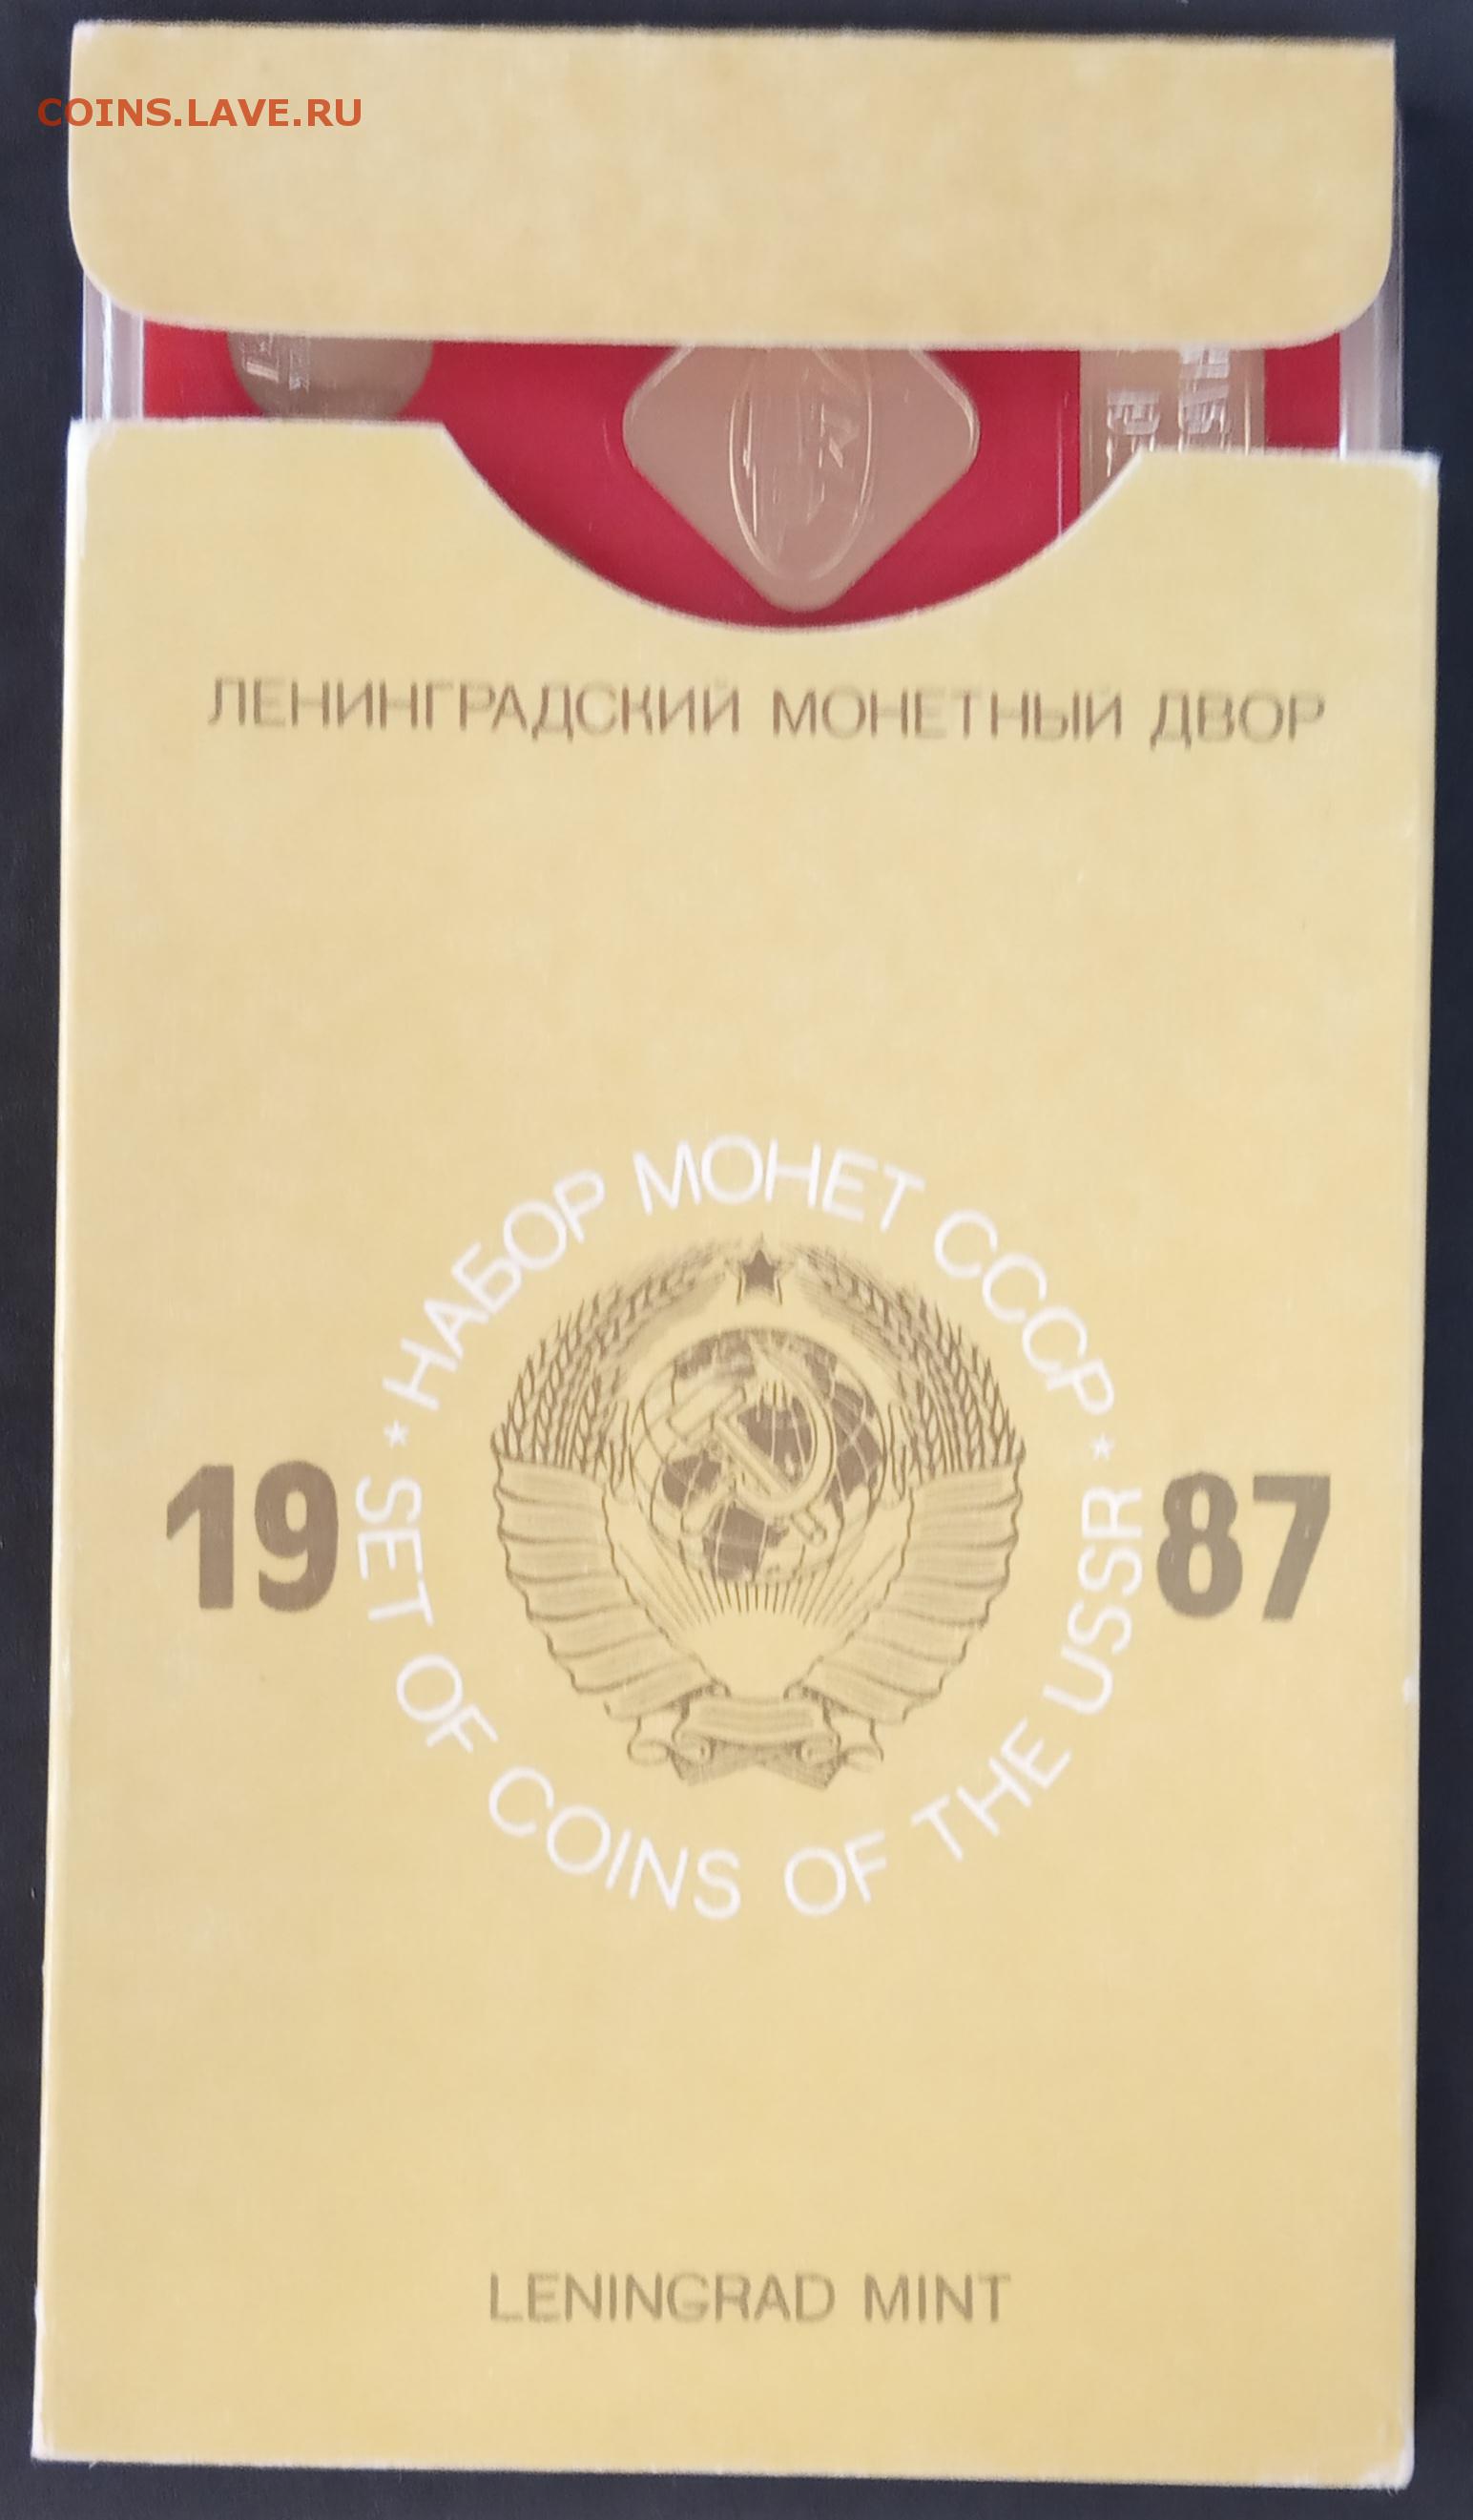 COINS.LAVE.RU
ЛЕНИНГРАДСКИЙ МОНЕТНЫЙ ДВОР
* НАБОР МОНЕТ СССР *
19
87
SET OF COINS OF THE USSR
LENINGRAD MINT